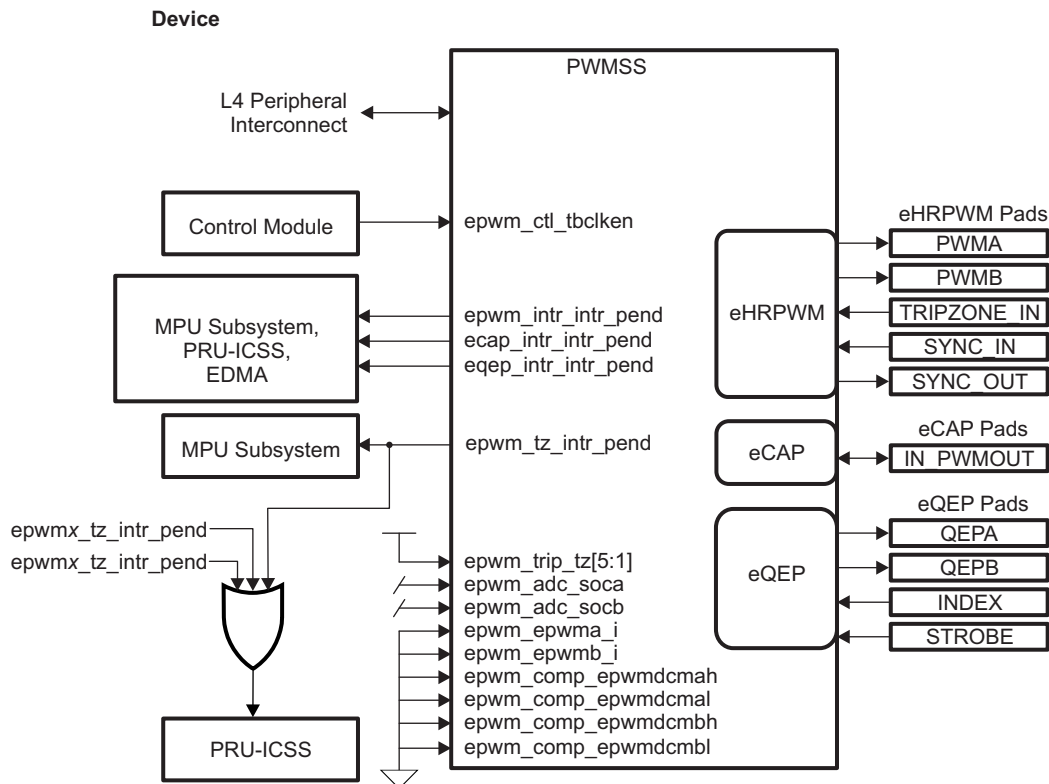 Device
PWMSS
L4 Peripheral
Interconnect
Control Module
epwm_ctl_tbclken
MPU Subsystem,
PRU-ICSS,
EDMA
epwm_intr_intr_pend
ecap_intr_intr_pend
eqep_intr_intr_pend
MPU Subsystem
epwm_tz_intr_pend
epwmx_tz_intr_pend
epwmx_tz_intr_pend
PRU-ICSS
epwm_trip_tz[5:1]
epwm_adc_soca
epwm_adc_socb
epwm_epwma_i
epwm_epwmb_i
epwm_comp_epwmdcmah
epwm_comp_epwmdcmal
epwm_comp_epwmdcmbh
epwm_comp_epwmdcmbl
eHRPWM
eCAP
eQEP
eHRPWM Pads
PWMA
PWMB
TRIPZONE_IN
SYNC_IN
SYNC_OUT
eCAP Pads
IN_PWMOUT
eQEP Pads
QEPA
QEPB
INDEX
STROBE